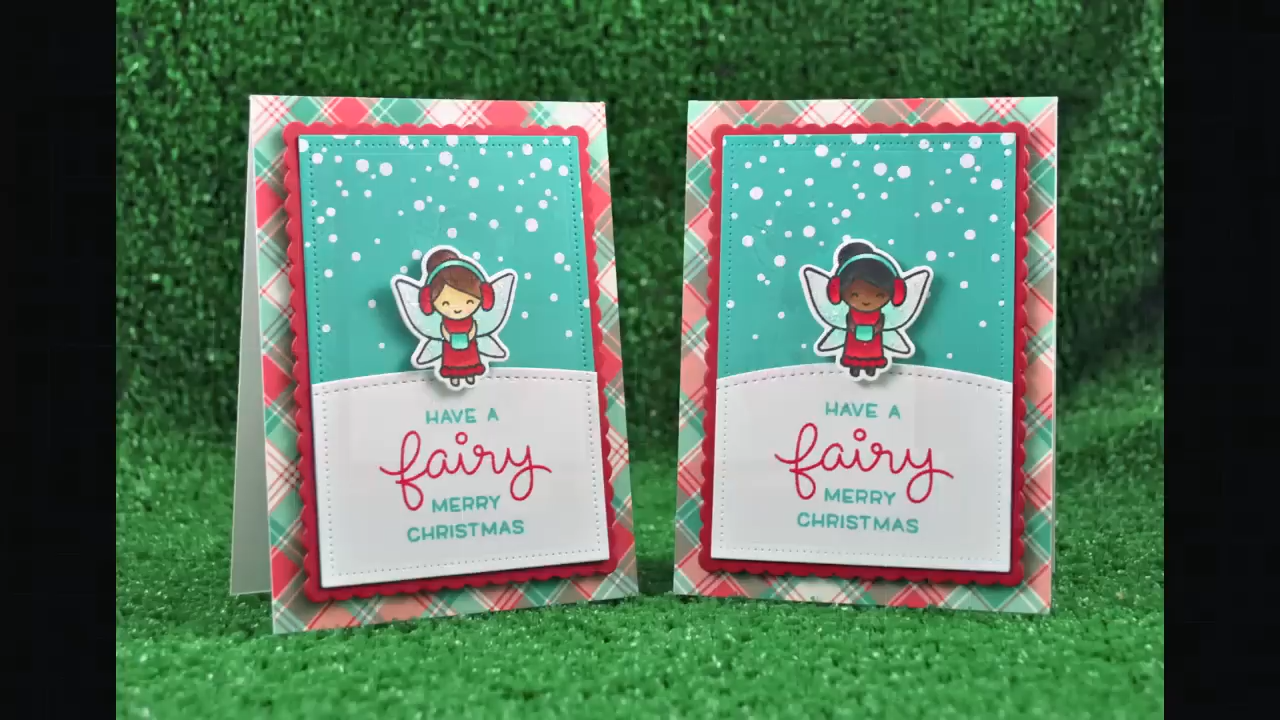 HAVE A
fairy
MERRY
CHRISTMAS
HAVE A
fairy
MERRY
CHRISTMAS